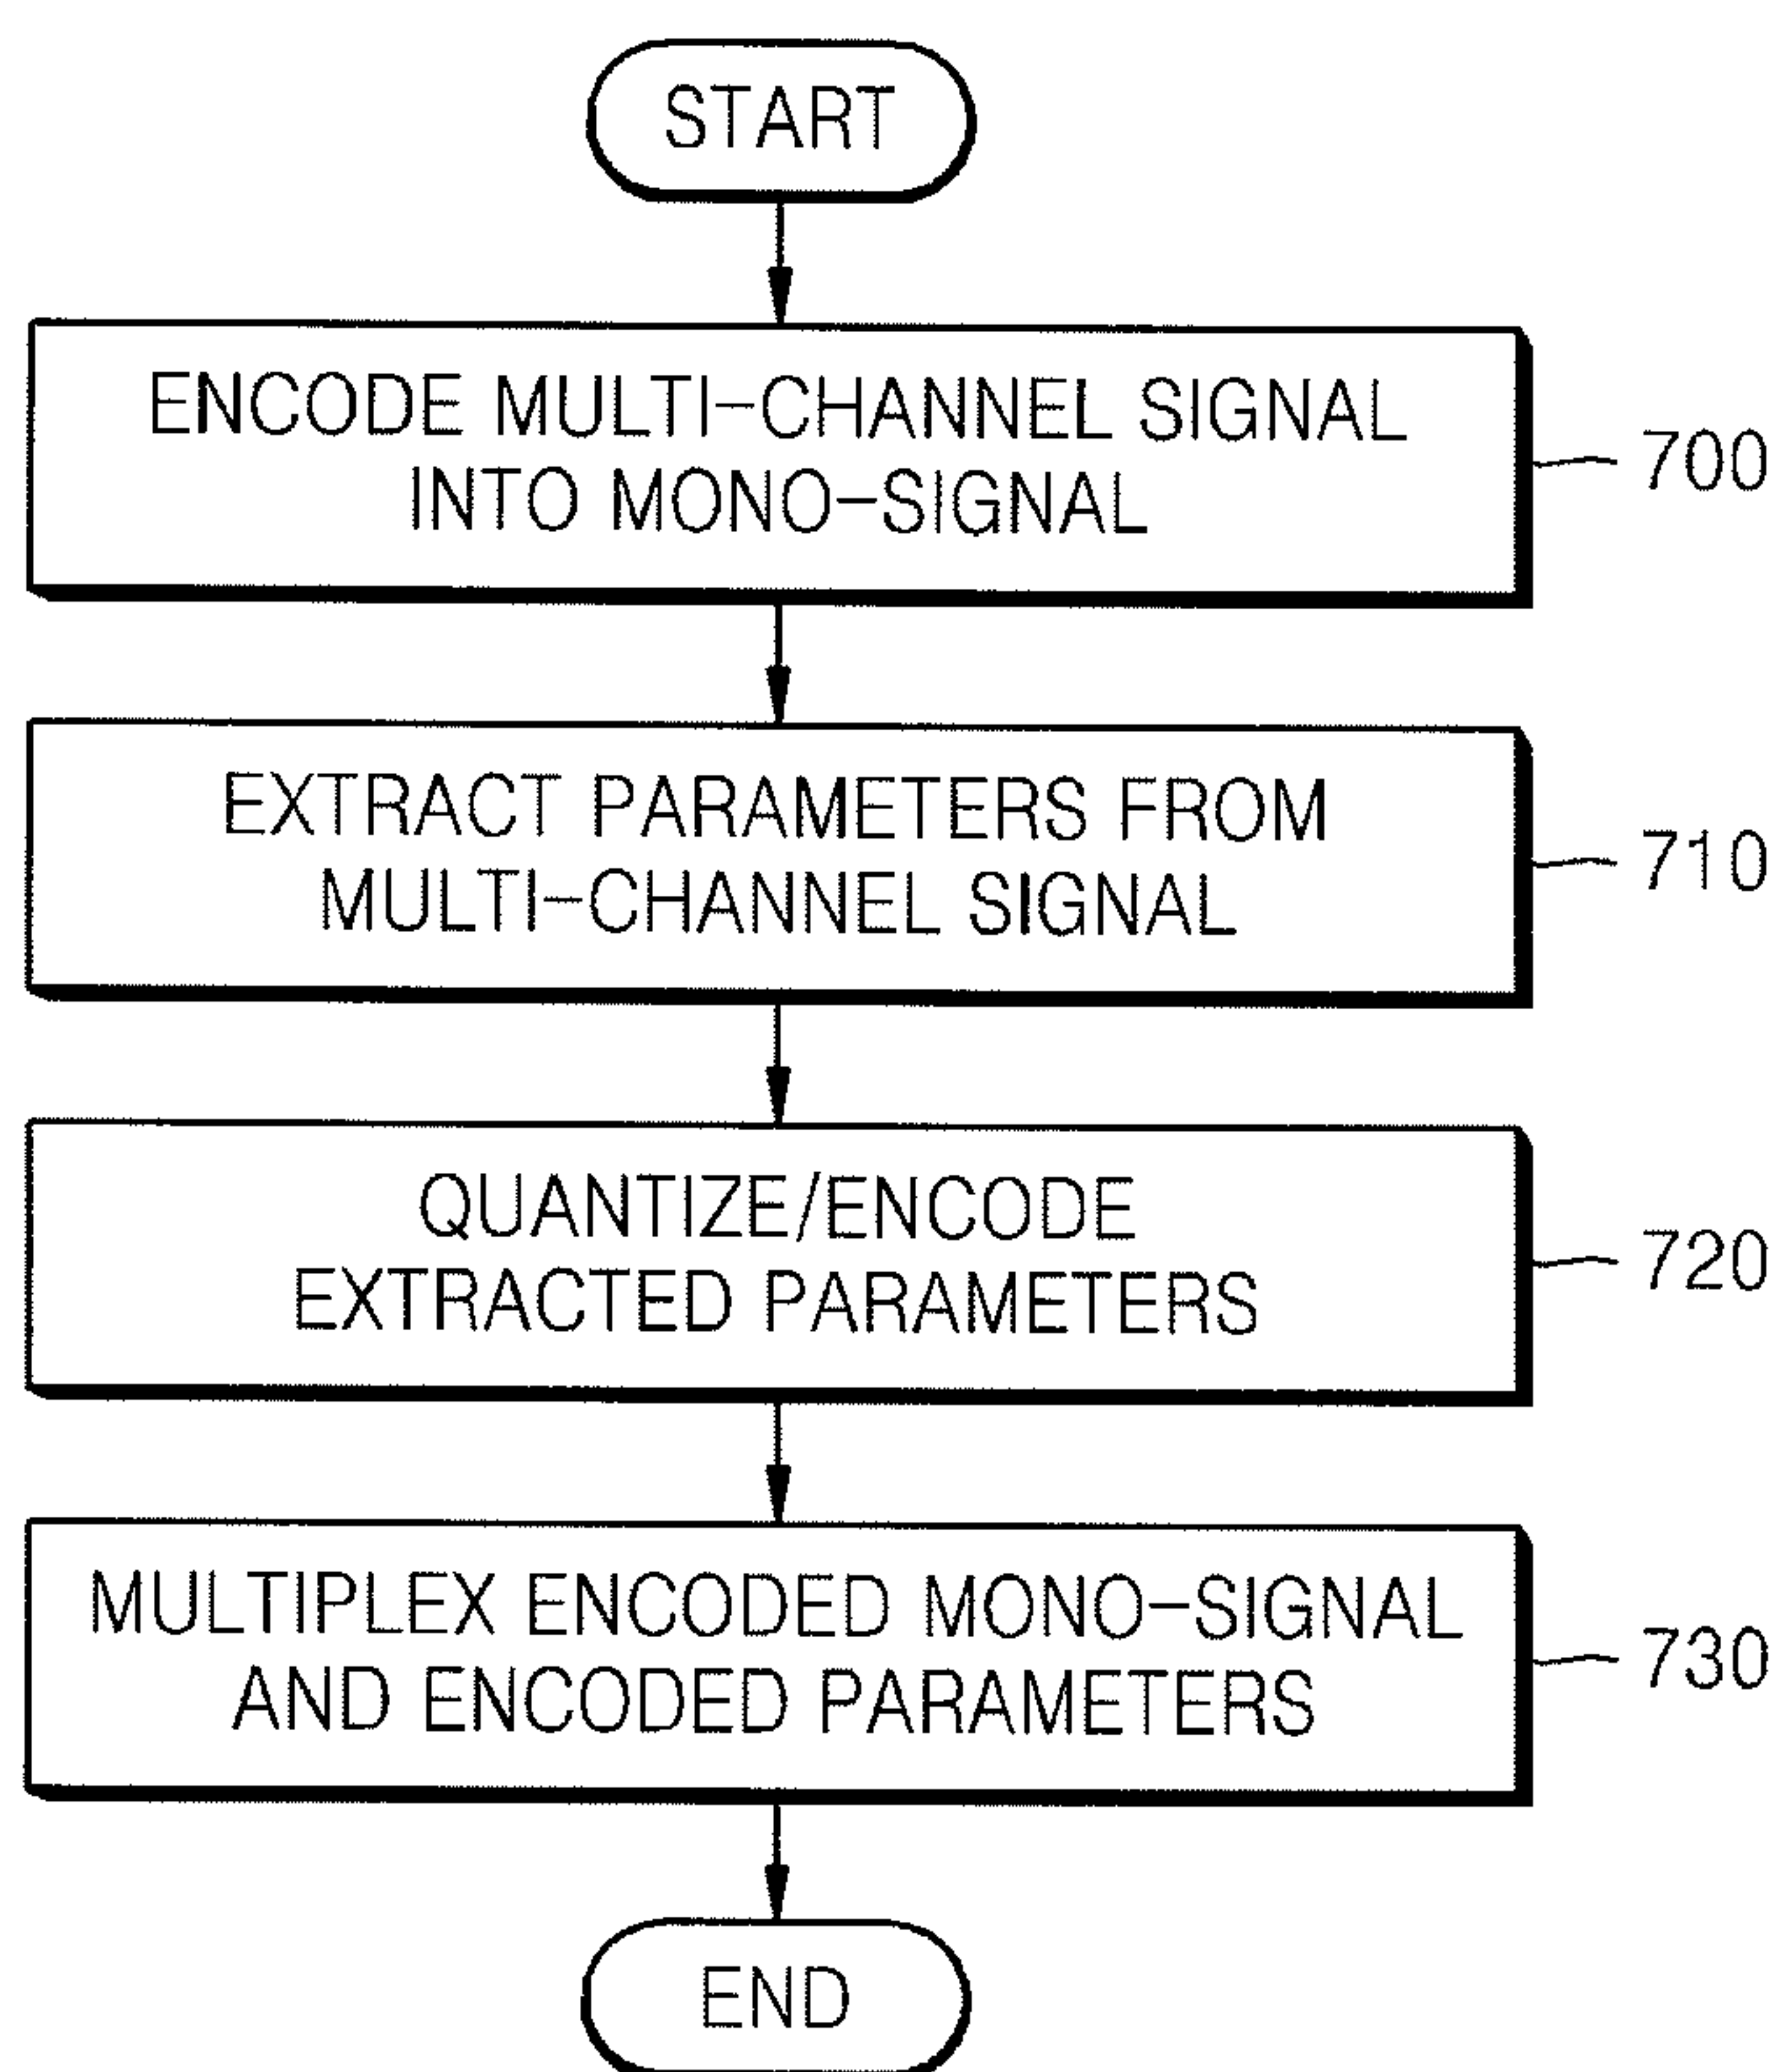 START
ENCODE MULTI-CHANNEL SIGNAL
INTO MONO-SIGNAL
700
EXTRACT PARAMETERS FROM
MULTI-CHANNEL SIGNAL
710
QUANTIZE/ENCODE
EXTRACTED PARAMETERS
720
MULTIPLEX ENCODED MONO-SIGNAL
AND ENCODED PARAMETERS
730
END